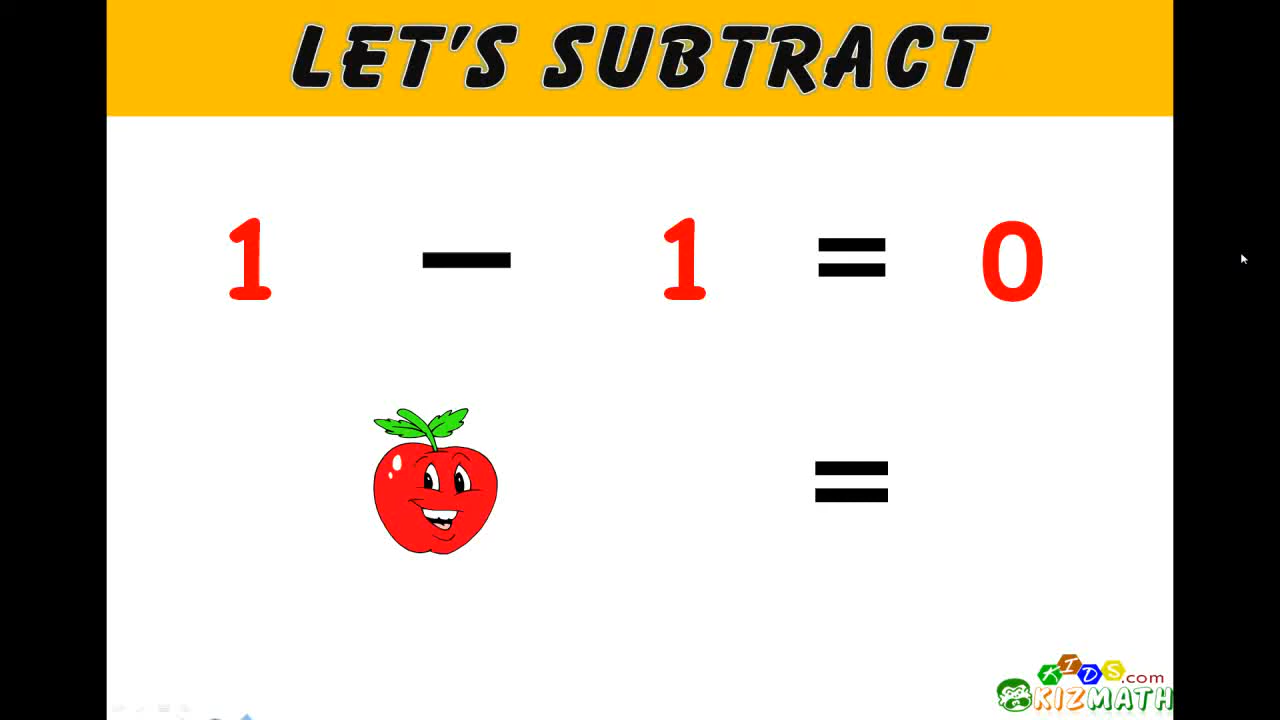 LET'S SUBTRACT
1 – 1 = 0
=
KIDS.com
KIZMATH